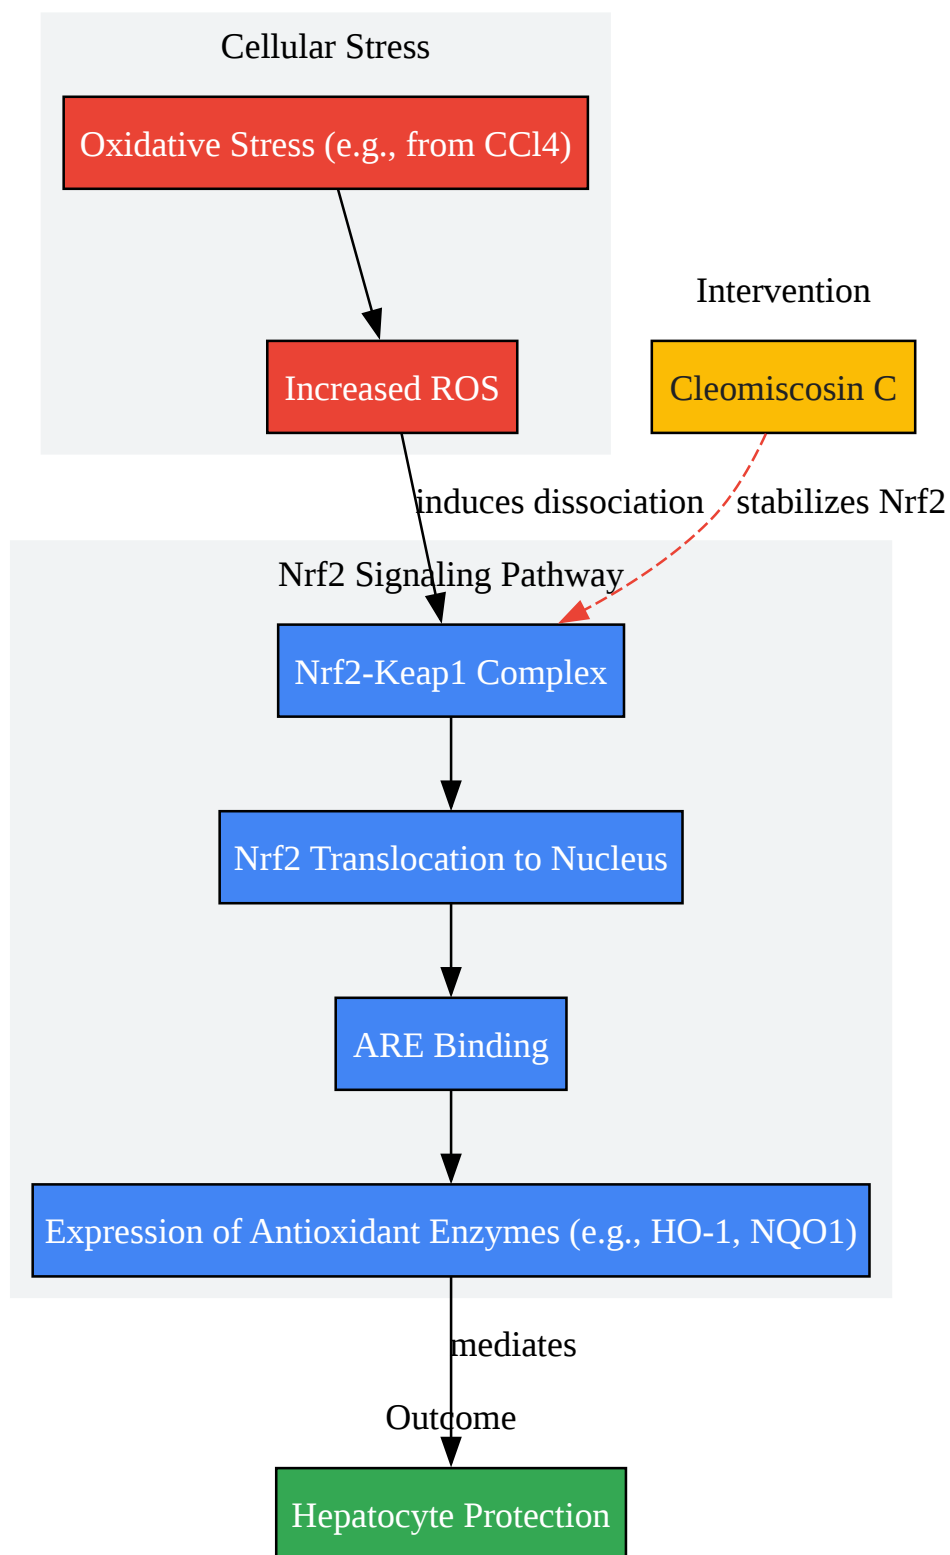 Cellular Stress
Oxidative Stress (e.g., from CCl4)
Intervention
Increased ROS
Cleomiscosin C
induces dissociation
stabilizes Nrf2
Nrf2 Signaling Pathway
Nrf2-Keap1 Complex
Nrf2 Translocation to Nucleus
ARE Binding
Expression of Antioxidant Enzymes (e.g., HO-1, NQO1)
mediates
Outcome
Hepatocyte Protection